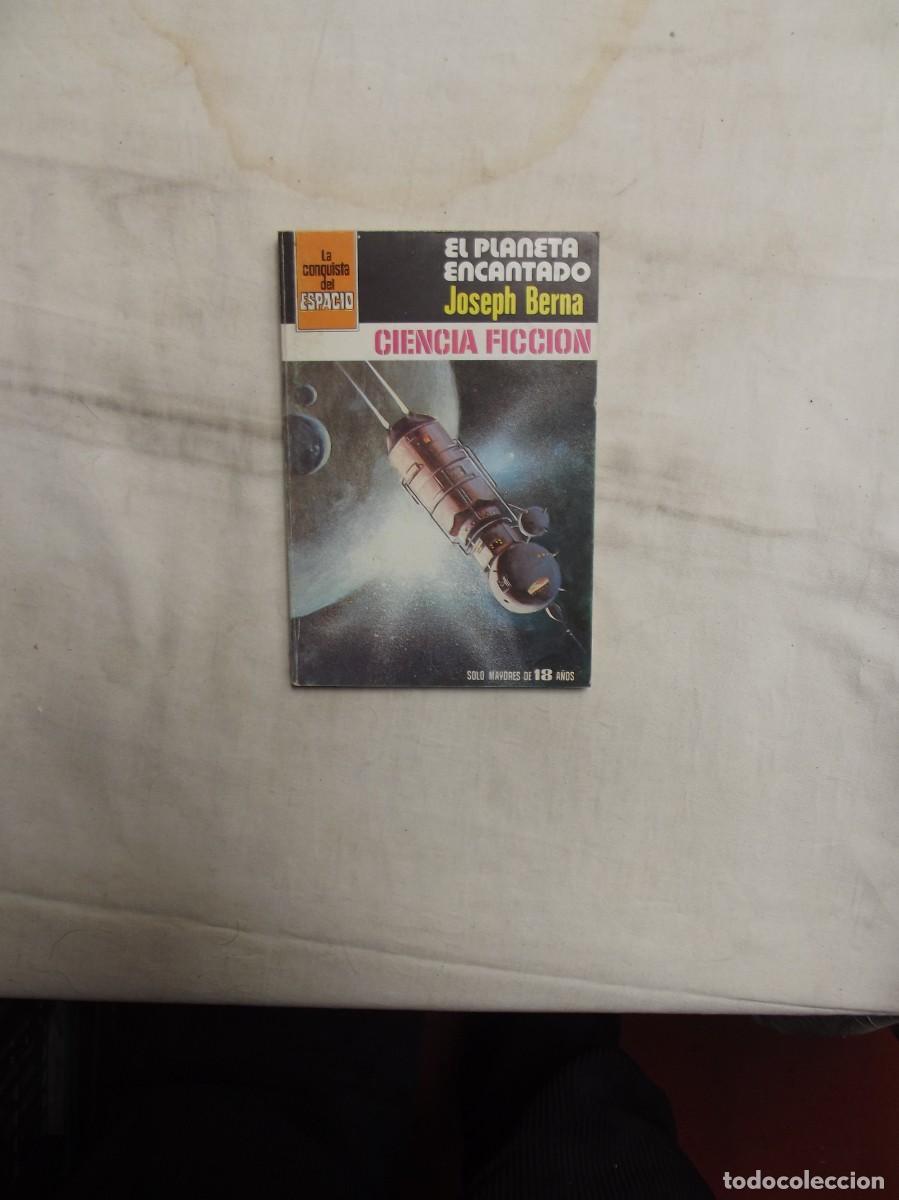 La
conquista
del
ESPACIO
EL PLANETA
ENCANTADO
Joseph Berna
CIENCIA FICCION
SOLO MAYORES DE 18 AÑOS
todocoleccion